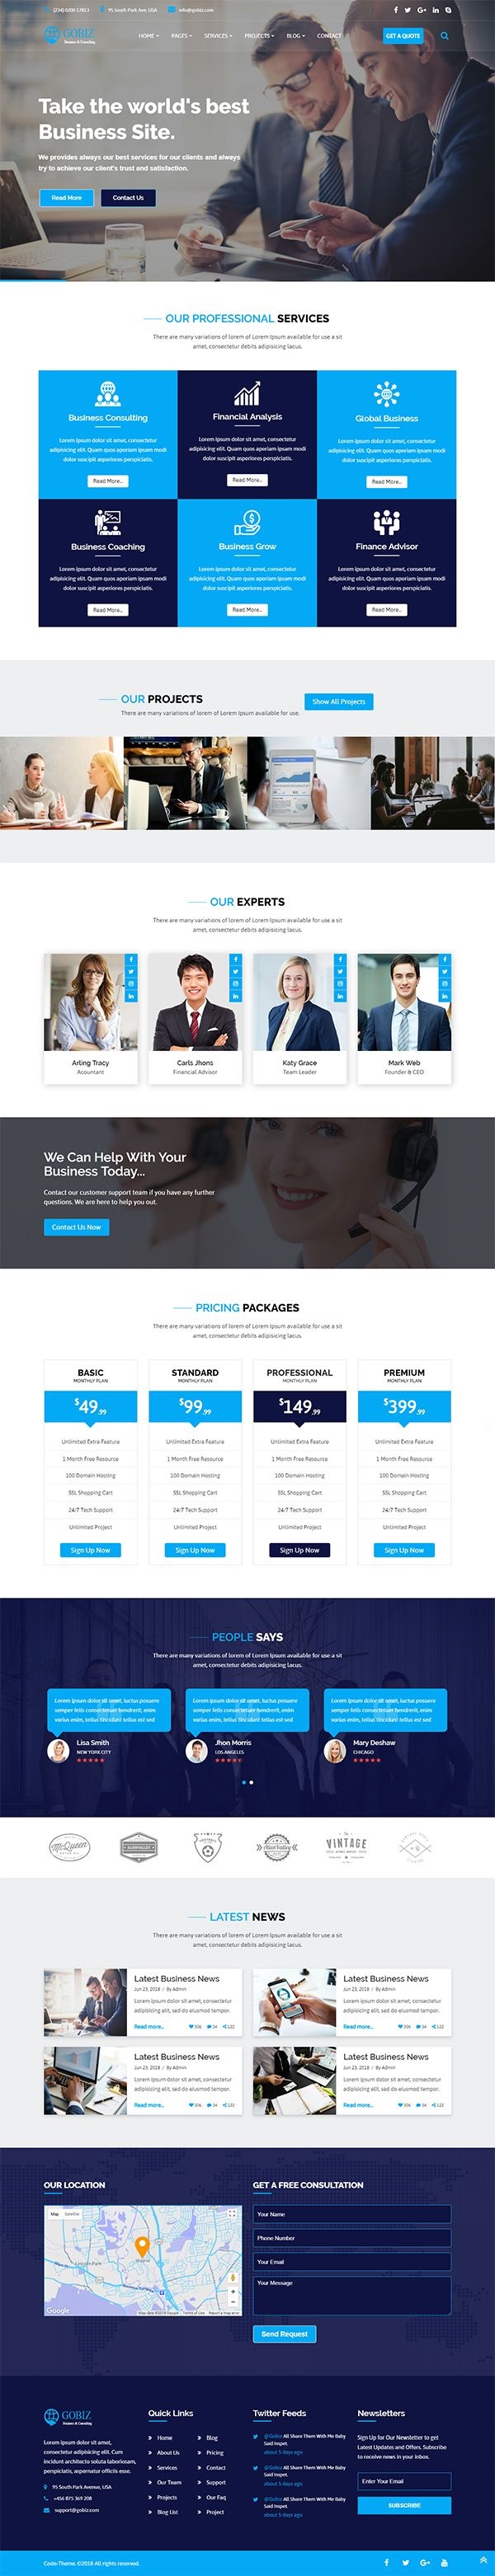 (234) 0200 17813   95 South Park Ave, USA   info@gobiz.com
GOBIZ
Business & Consulting
HOME   PAGES   SERVICES   PROJECTS   BLOG   CONTACT   GET A QUOTE
Take the world's best
Business Site.
We provides always our best services for our clients and always
try to achieve our client's trust and satisfaction.
Read More   Contact Us
OUR PROFESSIONAL SERVICES
There are many variations of lorem of Lorem Ipsum available for use a sit
amet, consectetur debits adipisicing lacus.
Business Consulting   Financial Analysis   Global Business
Lorem ipsum dolor sit amet, consectetur   Lorem ipsum dolor sit amet, consectetur   Lorem ipsum dolor sit amet, consectetur
adipisicing elit. Quam quos aperiam ipsum modi   adipisicing elit. Quam quos aperiam ipsum modi   adipisicing elit. Quam quos aperiam ipsum modi
dolor suscipit asperiores perspiciatis.   dolor suscipit asperiores perspiciatis.   dolor suscipit asperiores perspiciatis.
Read More...   Read More...   Read More...
Business Coaching   Business Grow   Finance Advisor
Lorem ipsum dolor sit amet, consectetur   Lorem ipsum dolor sit amet, consectetur   Lorem ipsum dolor sit amet, consectetur
adipisicing elit. Quam quos aperiam ipsum modi   adipisicing elit. Quam quos aperiam ipsum modi   adipisicing elit. Quam quos aperiam ipsum modi
dolor suscipit asperiores perspiciatis.   dolor suscipit asperiores perspiciatis.   dolor suscipit asperiores perspiciatis.
Read More...   Read More...   Read More...
OUR PROJECTS
There are many variations of lorem of Lorem Ipsum available for use.
Show All Projects
OUR EXPERTS
There are many variations of lorem of Lorem Ipsum available for use a sit
amet, consectetur debits adipisicing lacus.
Arling Tracy   Carls Jhons   Katy Grace   Mark Web
Acountant   Financial Advisor   Team Leader   Founder & CEO
We Can Help With Your
Business Today...
Contact our customer support team if you have any further
questions. We are here to help you out.
Contact Us Now
PRICING PACKAGES
There are many variations of lorem of Lorem Ipsum available for use a sit
amet, consectetur debits adipisicing lacus.
BASIC   STANDARD   PROFESSIONAL   PREMIUM
MONTHLY PLAN   MONTHLY PLAN   MONTHLY PLAN   MONTHLY PLAN
$49.99   $99.99   $149.99   $399.99
Unlimited Extra Feature   Unlimited Extra Feature   Unlimited Extra Feature   Unlimited Extra Feature
1 Month Free Resource   1 Month Free Resource   1 Month Free Resource   1 Month Free Resource
100 Domain Hosting   100 Domain Hosting   100 Domain Hosting   100 Domain Hosting
SSL Shopping Cart   SSL Shopping Cart   SSL Shopping Cart   SSL Shopping Cart
24/7 Tech Support   24/7 Tech Support   24/7 Tech Support   24/7 Tech Support
Unlimited Project   Unlimited Project   Unlimited Project   Unlimited Project
Sign Up Now   Sign Up Now   Sign Up Now   Sign Up Now
PEOPLE SAYS
There are many variations of lorem of Lorem Ipsum available for use a sit
amet, consectetur debits adipisicing lacus.
Lorem ipsum dolor sit amet, luctus posuere   Lorem ipsum dolor sit amet, luctus posuere   Lorem ipsum dolor sit amet, luctus posuere
semper felis consectetuer hendrerit, enim   semper felis consectetuer hendrerit, enim   semper felis consectetuer hendrerit, enim
varius enim, tellus tincidunt tellus est sed   varius enim, tellus tincidunt tellus est sed   varius enim, tellus tincidunt tellus est sed
Lisa Smith   Jhon Morris   Mary Deshaw
NEW YORK CITY   LOS ANGELES   CHICAGO
McQueen   VINTAGE
LATEST NEWS
There are many variations of lorem of Lorem Ipsum available for use a sit
amet, consectetur debits adipisicing lacus.
Latest Business News   Latest Business News
Jun 23, 2018 / By Admin   Jun 23, 2018 / By Admin
Lorem ipsum dolor sit amet, consectetur   Lorem ipsum dolor sit amet, consectetur
adipisicing elit, sed do eiusmod tempor.   adipisicing elit, sed do eiusmod tempor.
Read more...   306   34   122   Read more...   306   34   122
Latest Business News   Latest Business News
Jun 23, 2018 / By Admin   Jun 23, 2018 / By Admin
Lorem ipsum dolor sit amet, consectetur   Lorem ipsum dolor sit amet, consectetur
adipisicing elit, sed do eiusmod tempor.   adipisicing elit, sed do eiusmod tempor.
Read more...   306   34   122   Read more...   306   34   122
OUR LOCATION   GET A FREE CONSULTATION
Map   Satellite
Google
Your Name
Phone Number
Your Email
Your Message
Send Request
GOBIZ
Business & Consulting
Lorem ipsum dolor sit amet,
consectetur adipisicing elit. Cum
incidunt architecto soluta laboriosam,
perspiciatis, aspernatur officiis esse.
95 South Park Avenue, USA
+456 875 369 208
support@gobiz.com
Quick Links
Home   Blog
About Us   Pricing
Services   Contact
Our Team   Support
Projects   Our Faq
Blog List   Project
Twitter Feeds
@Gobiz All Share Them With Me Baby
Said Inspet.
about 5 days ago
@Gobiz All Share Them With Me Baby
Said Inspet.
about 5 days ago
@Gobiz All Share Them With Me Baby
Said Inspet.
about 5 days ago
Newsletters
Sign Up for Our Newsletter to get
Latest Updates and Offers. Subscribe
to receive news in your inbox.
Enter Your Email
SUBSCRIBE
Code-Theme. ©2018 All rights reserved.